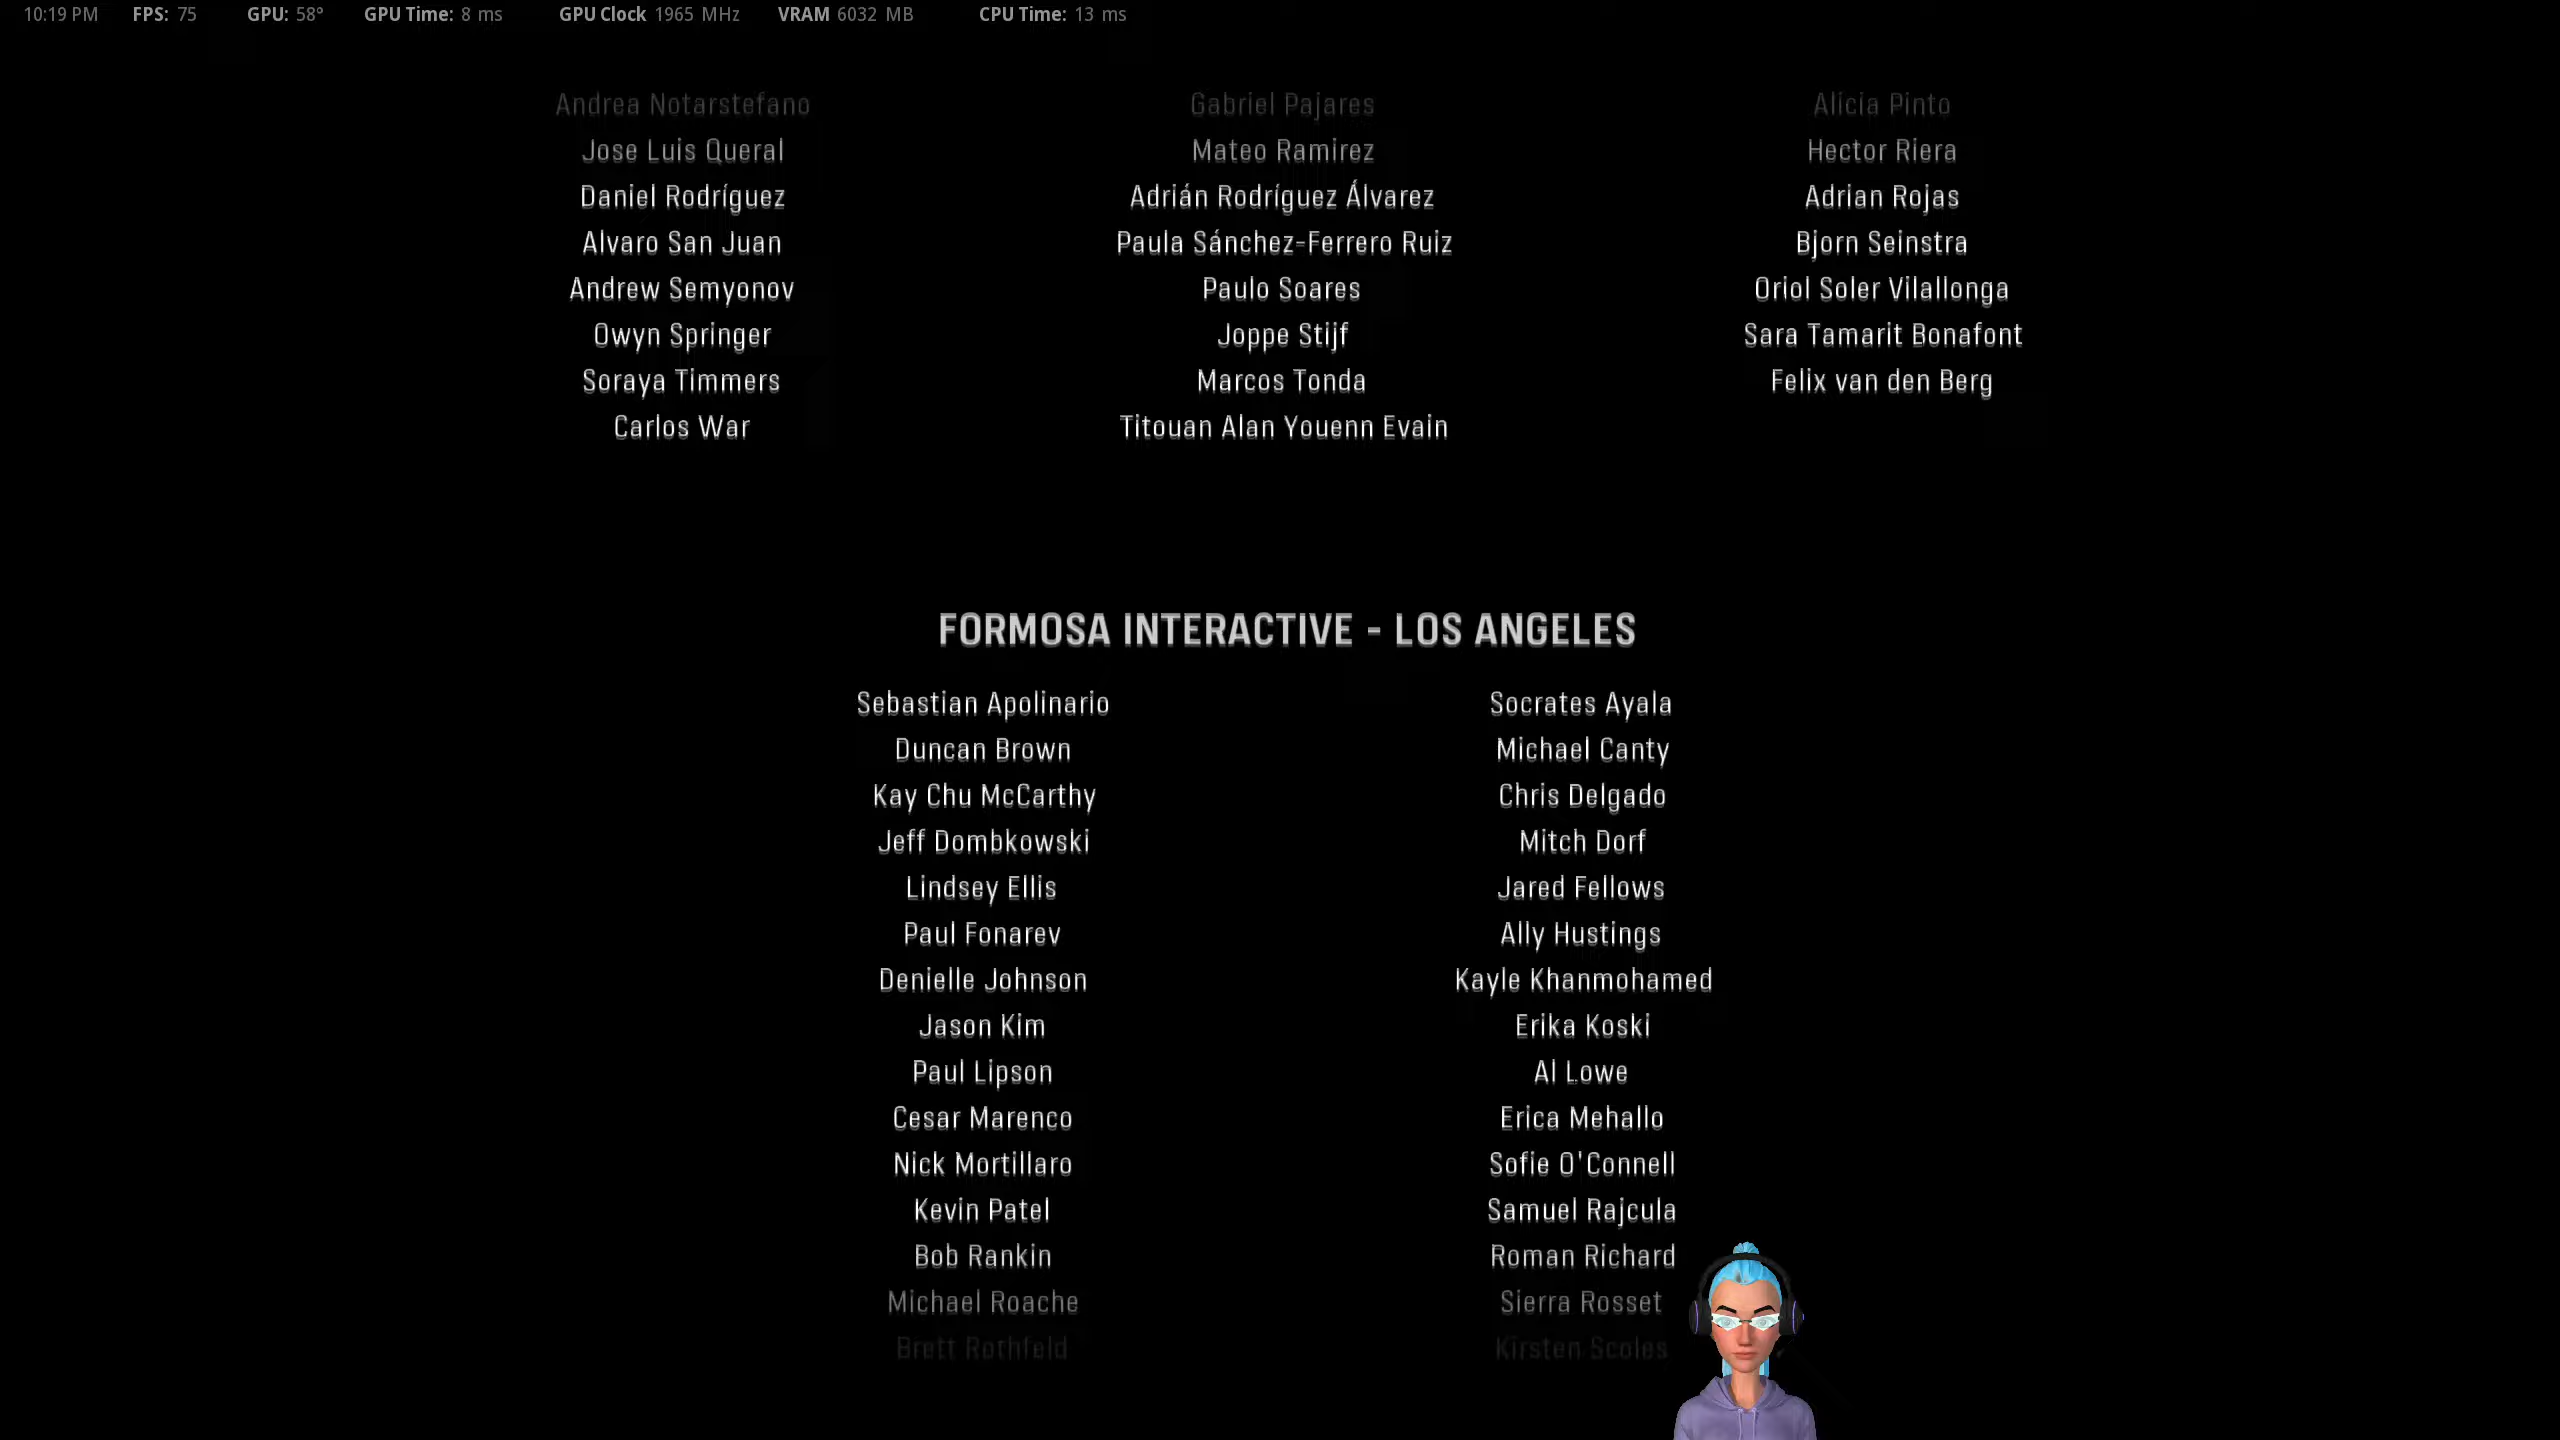 10:19 PM FPS: 75 GPU: 58° GPU Time: 8 ms GPU Clock 1965 MHz VRAM 6032 MB CPU Time: 13 ms
Andrea Notarstefano Gabriel Pajares Alícia Pinto
Jose Luis Queral Mateo Ramirez Hector Riera
Daniel Rodríguez Adrián Rodríguez Álvarez Adrian Rojas
Alvaro San Juan Paula Sánchez-Ferrero Ruiz Bjorn Seinstra
Andrew Semyonov Paulo Soares Oriol Soler Vilallonga
Owyn Springer Joppe Stijf Sara Tamarit Bonafont
Soraya Timmers Marcos Tonda Felix van den Berg
Carlos War Titouan Alan Youenn Evain
FORMOSA INTERACTIVE - LOS ANGELES
Sebastian Apolinario Socrates Ayala
Duncan Brown Michael Canty
Kay Chu McCarthy Chris Delgado
Jeff Dombkowski Mitch Dorf
Lindsey Ellis Jared Fellows
Paul Fonarev Ally Hustings
Denielle Johnson Kayle Khanmohamed
Jason Kim Erika Koski
Paul Lipson Al Lowe
Cesar Marenco Erica Mehallo
Nick Mortillaro Sofie O'Connell
Kevin Patel Samuel Rajcula
Bob Rankin Roman Richard
Michael Roache Sierra Rosset
Brett Rothfeld Kirsten Scoles